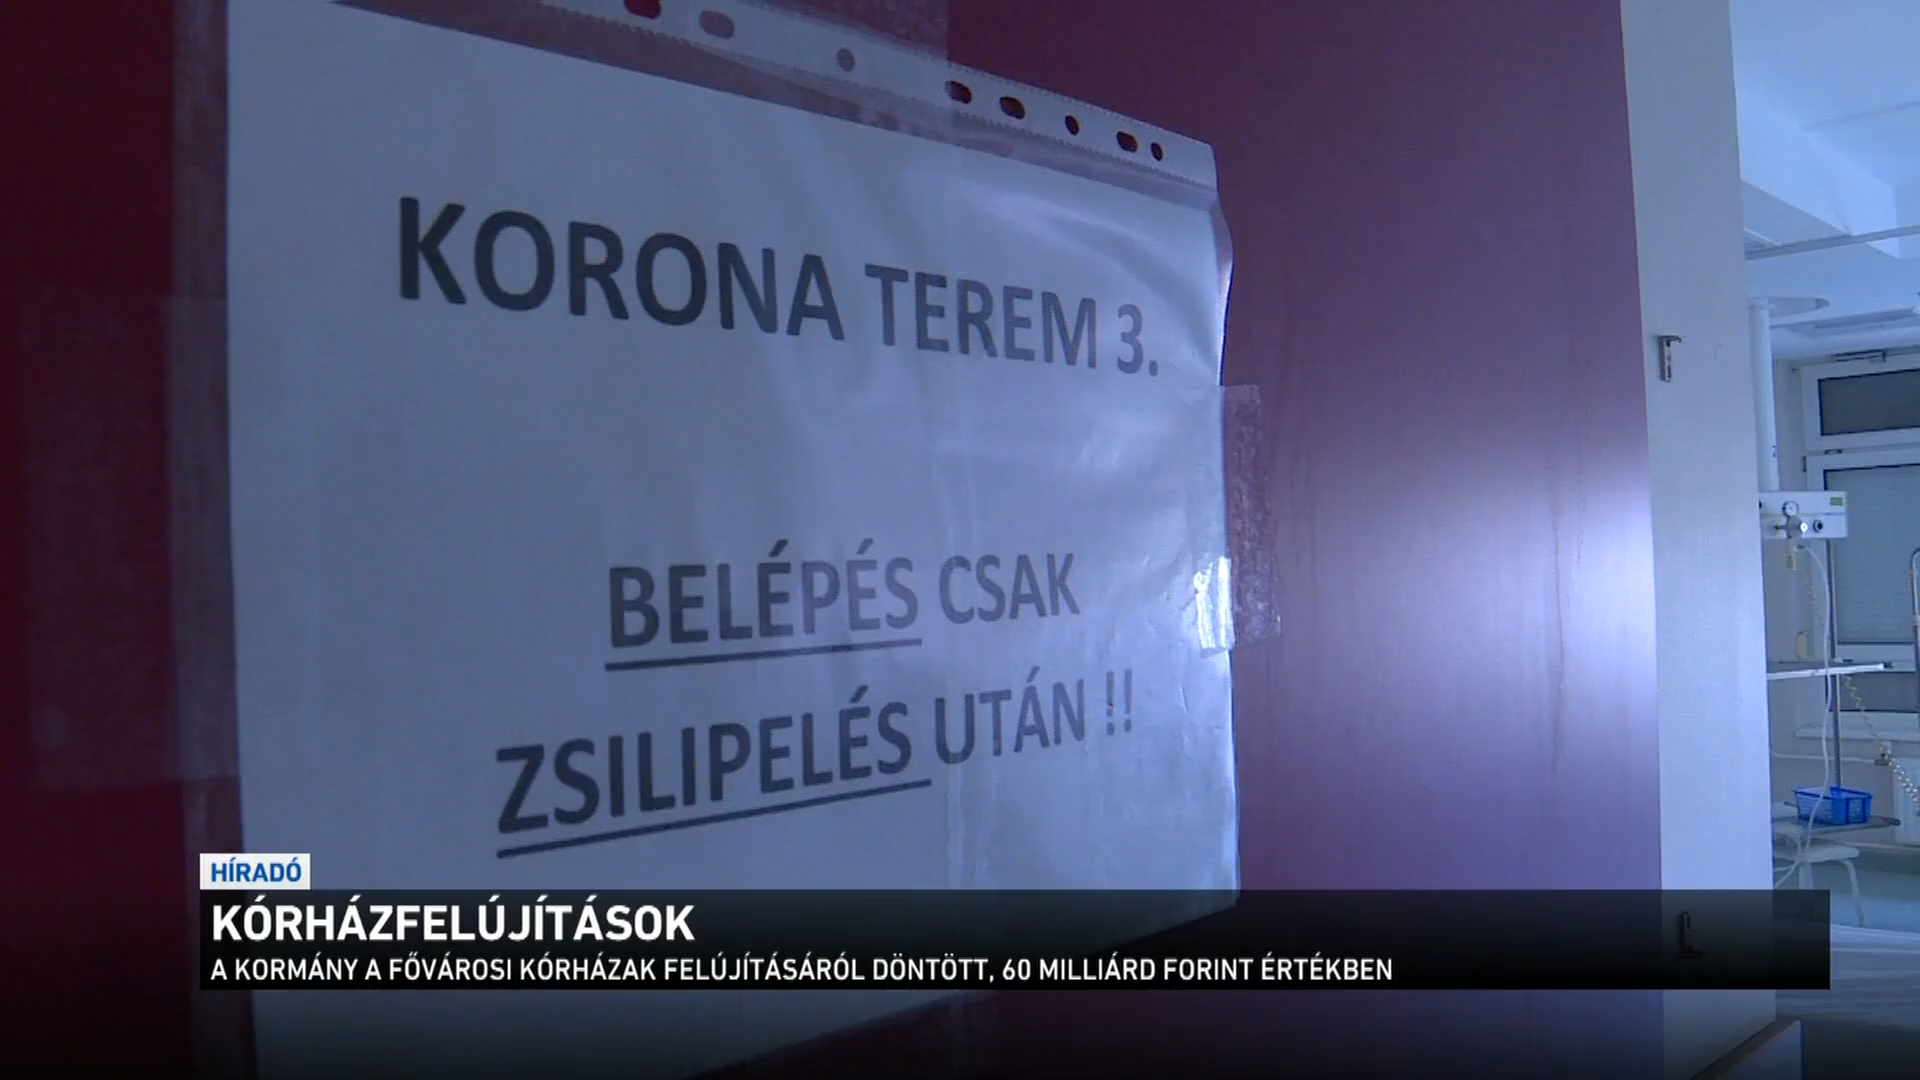 KORONA TEREM 3.
BELÉPÉS CSAK
ZSILIPELÉS UTÁN !!
HÍRADÓ
KÓRHÁZFELÚJÍTÁSOK
A KORMÁNY A FŐVÁROSI KÓRHÁZAK FELÚJÍTÁSÁRÓL DÖNTÖTT, 60 MILLIÁRD FORINT ÉRTÉKBEN